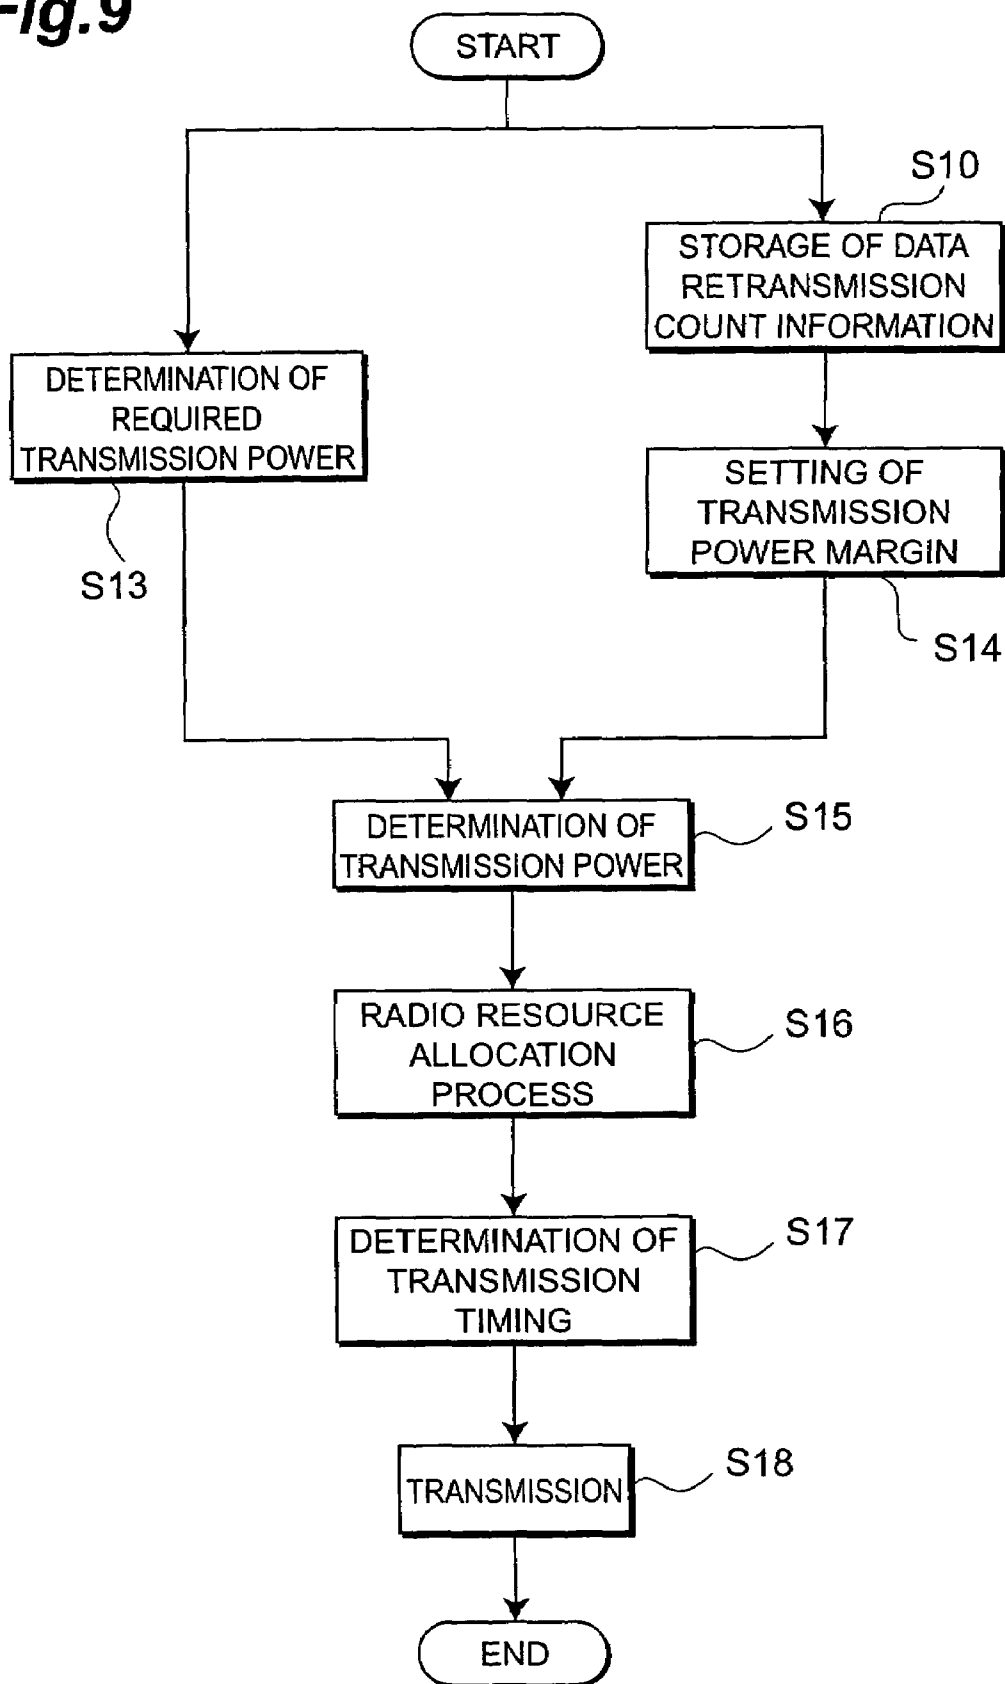 Fig.9
START
S10
STORAGE OF DATA
RETRANSMISSION
COUNT INFORMATION
DETERMINATION OF
REQUIRED
TRANSMISSION POWER
S13
SETTING OF
TRANSMISSION
POWER MARGIN
S14
DETERMINATION OF
TRANSMISSION POWER
S15
RADIO RESOURCE
ALLOCATION
PROCESS
S16
DETERMINATION OF
TRANSMISSION
TIMING
S17
TRANSMISSION
S18
END